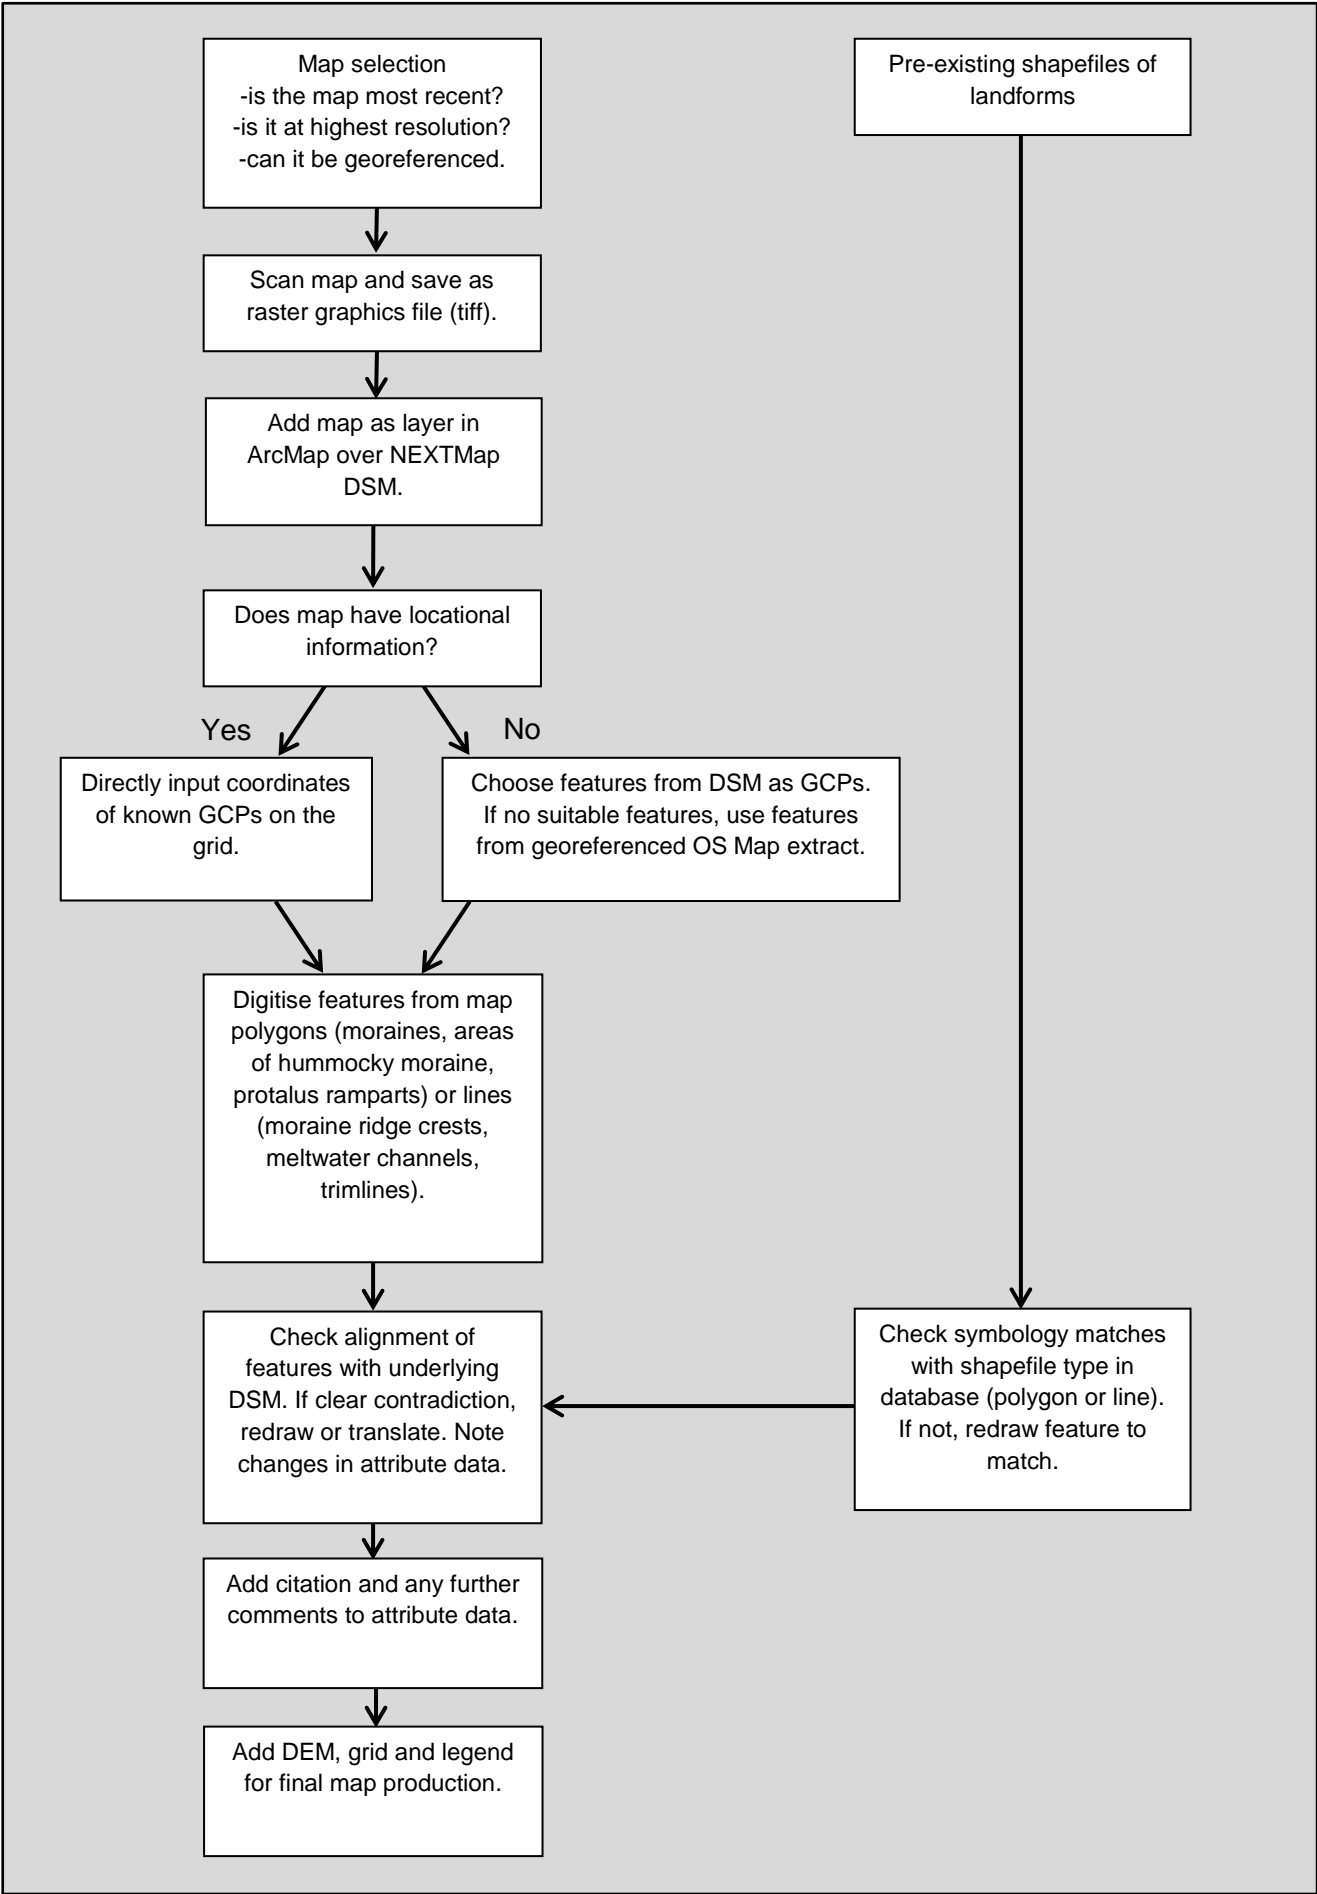 Map selection
-is the map most recent?
-is it at highest resolution?
-can it be georeferenced.
Pre-existing shapefiles of
landforms
Scan map and save as
raster graphics file (tiff).
Add map as layer in
ArcMap over NEXTMap
DSM.
Does map have locational
information?
Yes
No
Directly input coordinates
of known GCPs on the
grid.
Choose features from DSM as GCPs.
If no suitable features, use features
from georeferenced OS Map extract.
Digitise features from map
polygons (moraines, areas
of hummocky moraine,
protalus ramparts) or lines
(moraine ridge crests,
meltwater channels,
trimlines).
Check alignment of
features with underlying
DSM. If clear contradiction,
redraw or translate. Note
changes in attribute data.
Check symbology matches
with shapefile type in
database (polygon or line).
If not, redraw feature to
match.
Add citation and any further
comments to attribute data.
Add DEM, grid and legend
for final map production.